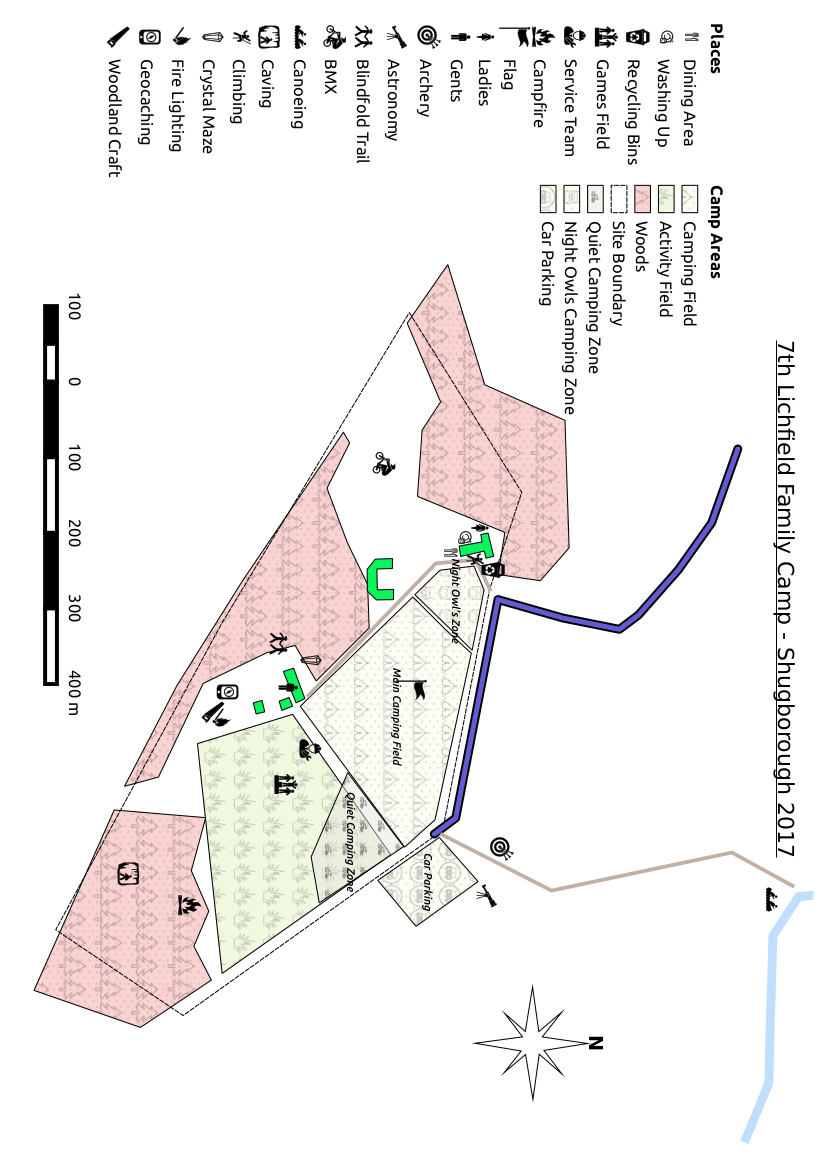 7th Lichfield Family Camp - Shugborough 2017
Places
Dining Area
Washing Up
Recycling Bins
Games Field
Service Team
Campfire
Flag
Ladies
Gents
Archery
Astronomy
Blindfold Trail
BMX
Canoeing
Caving
Climbing
Crystal Maze
Fire Lighting
Geocaching
Woodland Craft
Camp Areas
Camping Field
Activity Field
Woods
Site Boundary
Quiet Camping Zone
Night Owls Camping Zone
Car Parking
Night Owl's Zone
Main Camping Field
Quiet Camping Zone
Car Parking
N
100 0 100 200 300 400 m